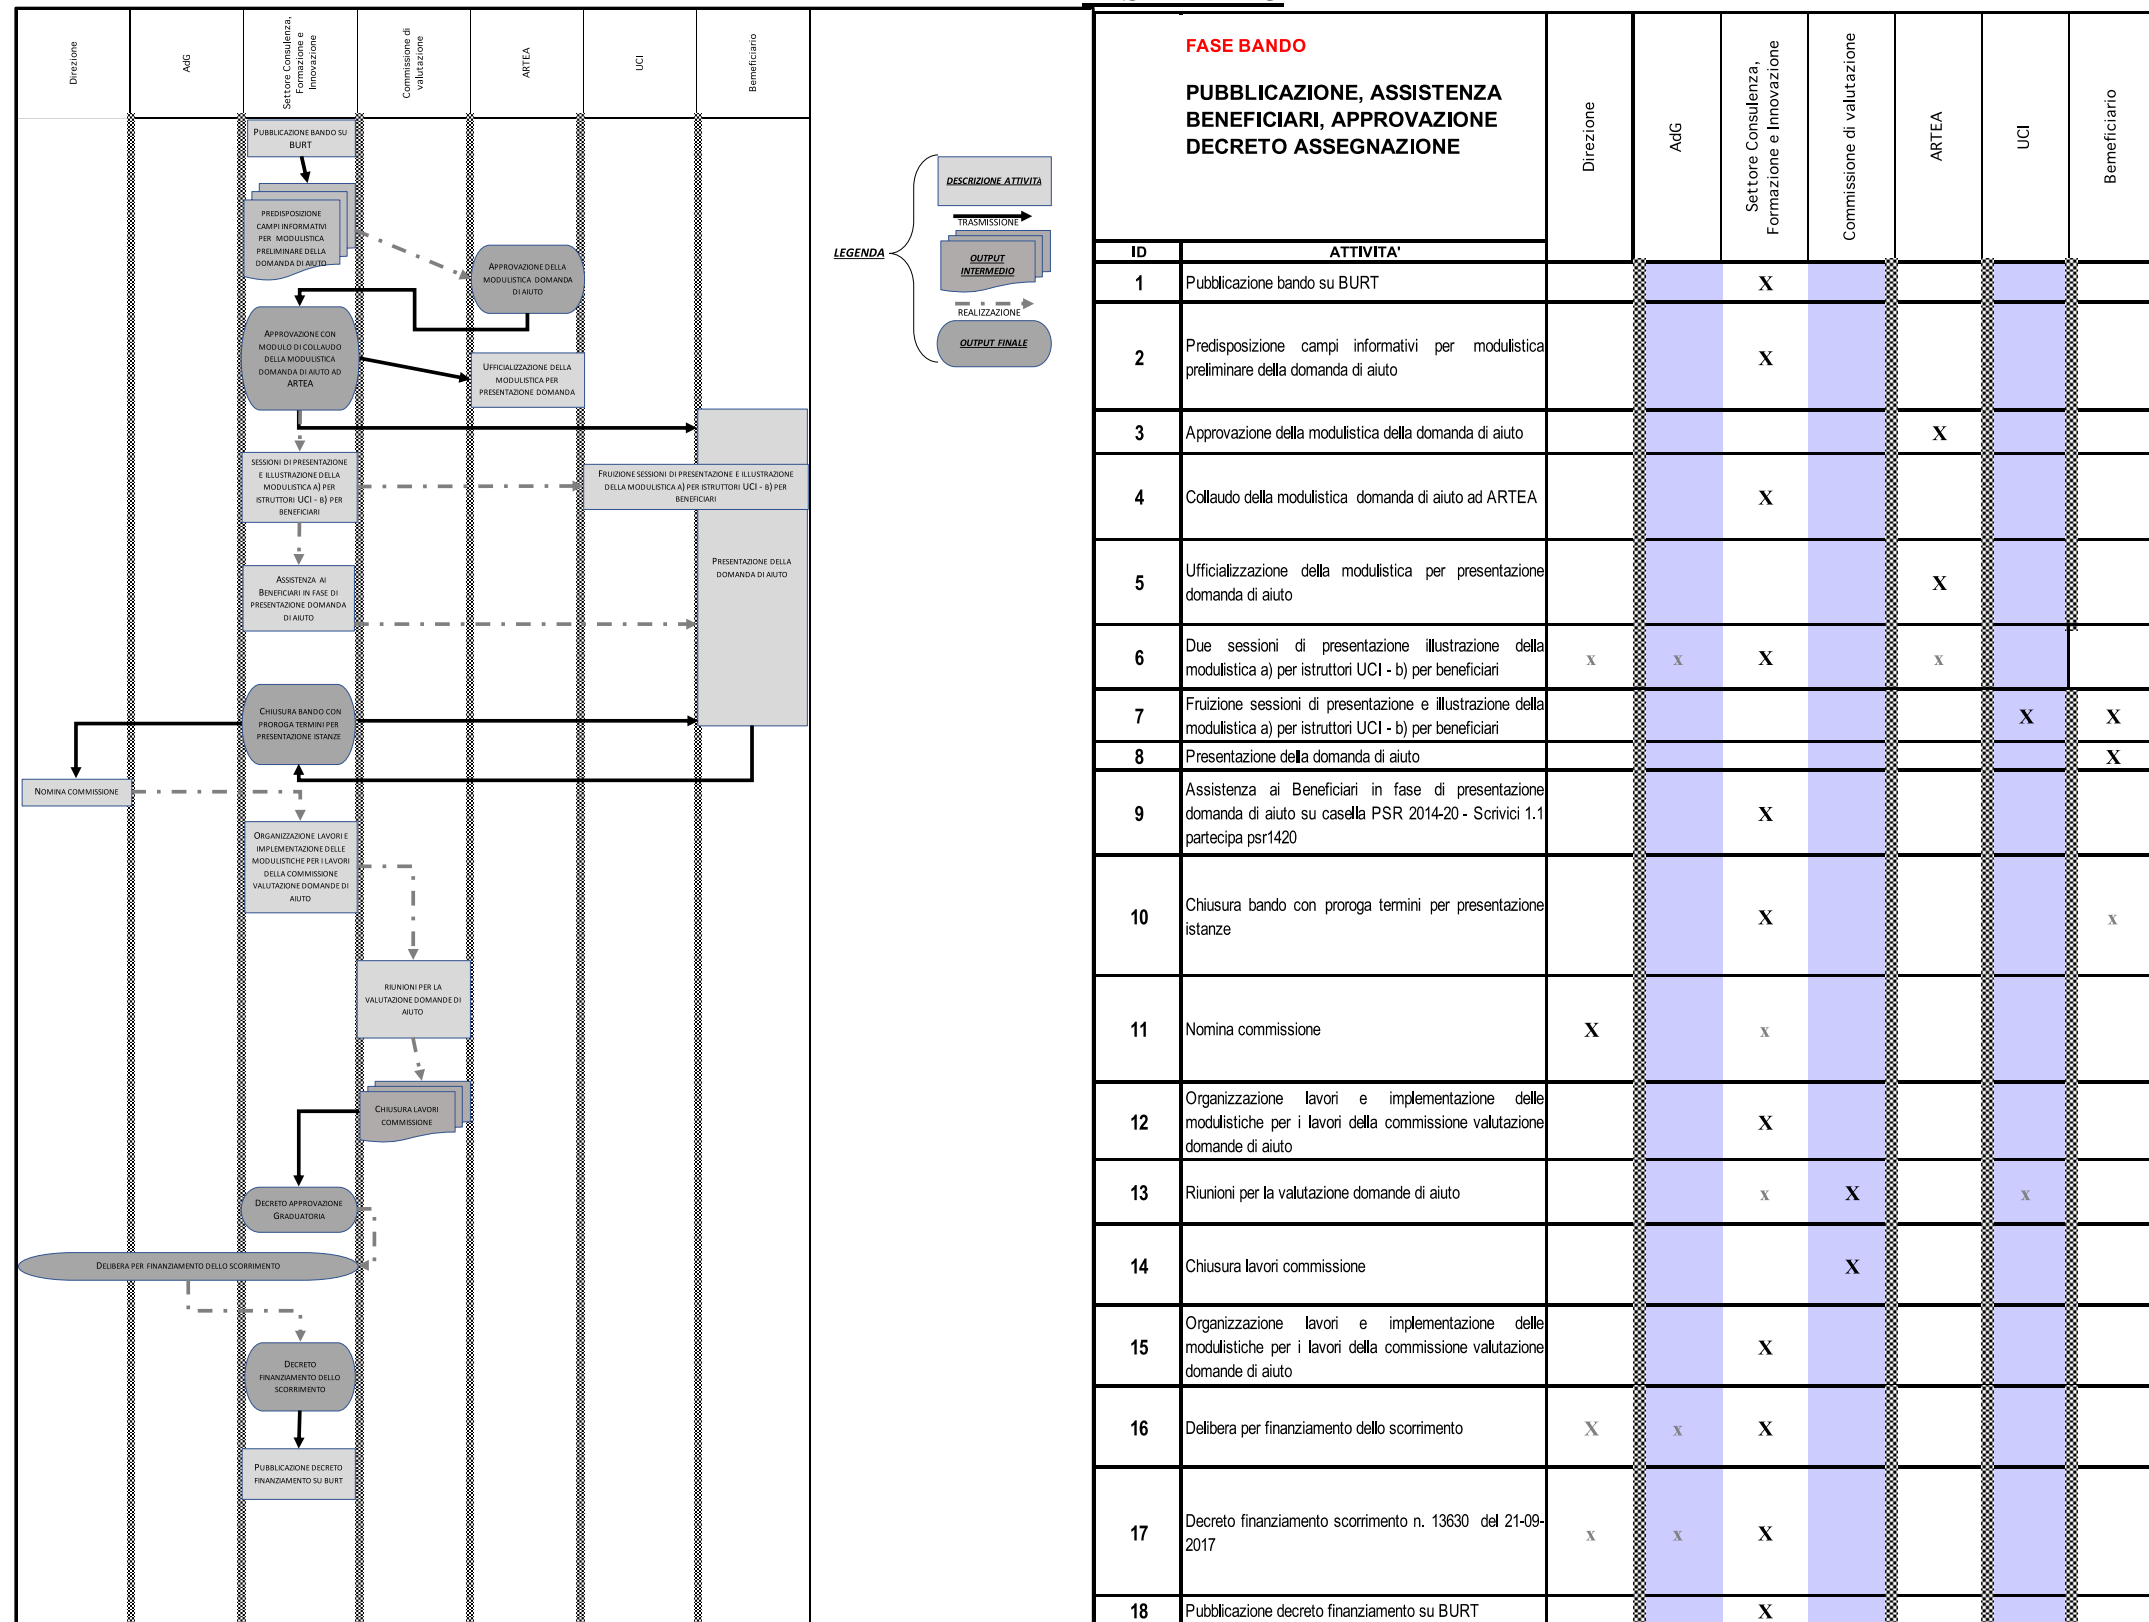 Direzione
AdG
Settore Consulenza,
Formazione e
Innovazione
Commissione di
valutazione
ARTEA
UCI
Bemeficiario
PUBBLICAZIONE BANDO SU
BURT
PREDISPOSIZIONE
CAMPI INFORMATIVI
PER MODULISTICA
PRELIMINARE DELLA
DOMANDA DI AIUTO
APPROVAZIONE DELLA
MODULISTICA DOMANDA
DI AIUTO
APPROVAZIONE CON
MODULO DI COLLAUDO
DELLA MODULISTICA
DOMANDA DI AIUTO AD
ARTEA
UFFICIALIZZAZIONE DELLA
MODULISTICA PER
PRESENTAZIONE DOMANDA
SESSIONI DI PRESENTAZIONE
E ILLUSTRAZIONE DELLA
MODULISTICA A) PER
ISTRUTTORI UCI - B) PER
BENEFICIARI
FRUIZIONE SESSIONI DI PRESENTAZIONE E ILLUSTRAZIONE
DELLA MODULISTICA A) PER ISTRUTTORI UCI - B) PER
BENEFICIARI
PRESENTAZIONE DELLA
DOMANDA DI AIUTO
ASSISTENZA AI
BENEFICIARI IN FASE DI
PRESENTAZIONE DOMANDA
DI AIUTO
CHIUSURA BANDO CON
PROROGA TERMINI PER
PRESENTAZIONE ISTANZE
NOMINA COMMISSIONE
ORGANIZZAZIONE LAVORI E
IMPLEMENTAZIONE DELLE
MODULISTICHE PER I LAVORI
DELLA COMMISSIONE
VALUTAZIONE DOMANDE DI
AIUTO
RIUNIONI PER LA
VALUTAZIONE DOMANDE DI
AIUTO
CHIUSURA LAVORI
COMMISSIONE
DECRETO APPROVAZIONE
GRADUATORIA
DELIBERA PER FINANZIAMENTO DELLO SCORRIMENTO
DECRETO
FINANZIAMENTO DELLO
SCORRIMENTO
PUBBLICAZIONE DECRETO
FINANZIAMENTO SU BURT
LEGENDA
DESCRIZIONE ATTIVITÀ
TRASMISSIONE
OUTPUT
INTERMEDIO
REALIZZAZIONE
OUTPUT FINALE
FASE BANDO
PUBBLICAZIONE, ASSISTENZA
BENEFICIARI, APPROVAZIONE
DECRETO ASSEGNAZIONE
Direzione
AdG
Settore Consulenza,
Formazione e Innovazione
Commissione di valutazione
ARTEA
UCI
Bemeficiario
ID ATTIVITA'
1 Pubblicazione bando su BURT X
2 Predisposizione campi informativi per modulistica
preliminare della domanda di aiuto X
3 Approvazione della modulistica della domanda di aiuto X
4 Collaudo della modulistica domanda di aiuto ad ARTEA X
5 Ufficializzazione della modulistica per presentazione
domanda di aiuto X
6 Due sessioni di presentazione illustrazione della
modulistica a) per istruttori UCI - b) per beneficiari x x X x
7 Fruizione sessioni di presentazione e illustrazione della
modulistica a) per istruttori UCI - b) per beneficiari X X
8 Presentazione della domanda di aiuto X
9 Assistenza ai Beneficiari in fase di presentazione
domanda di aiuto su casella PSR 2014-20 - Scrivici 1.1
partecipa psr1420 X
10 Chiusura bando con proroga termini per presentazione
istanze X x
11 Nomina commissione X x
12 Organizzazione lavori e implementazione delle
modulistiche per i lavori della commissione valutazione
domande di aiuto X
13 Riunioni per la valutazione domande di aiuto x X x
14 Chiusura lavori commissione X
15 Organizzazione lavori e implementazione delle
modulistiche per i lavori della commissione valutazione
domande di aiuto X
16 Delibera per finanziamento dello scorrimento X x X
17 Decreto finanziamento scorrimento n. 13630 del 21-09-
2017 x x X
18 Pubblicazione decreto finanziamento su BURT X